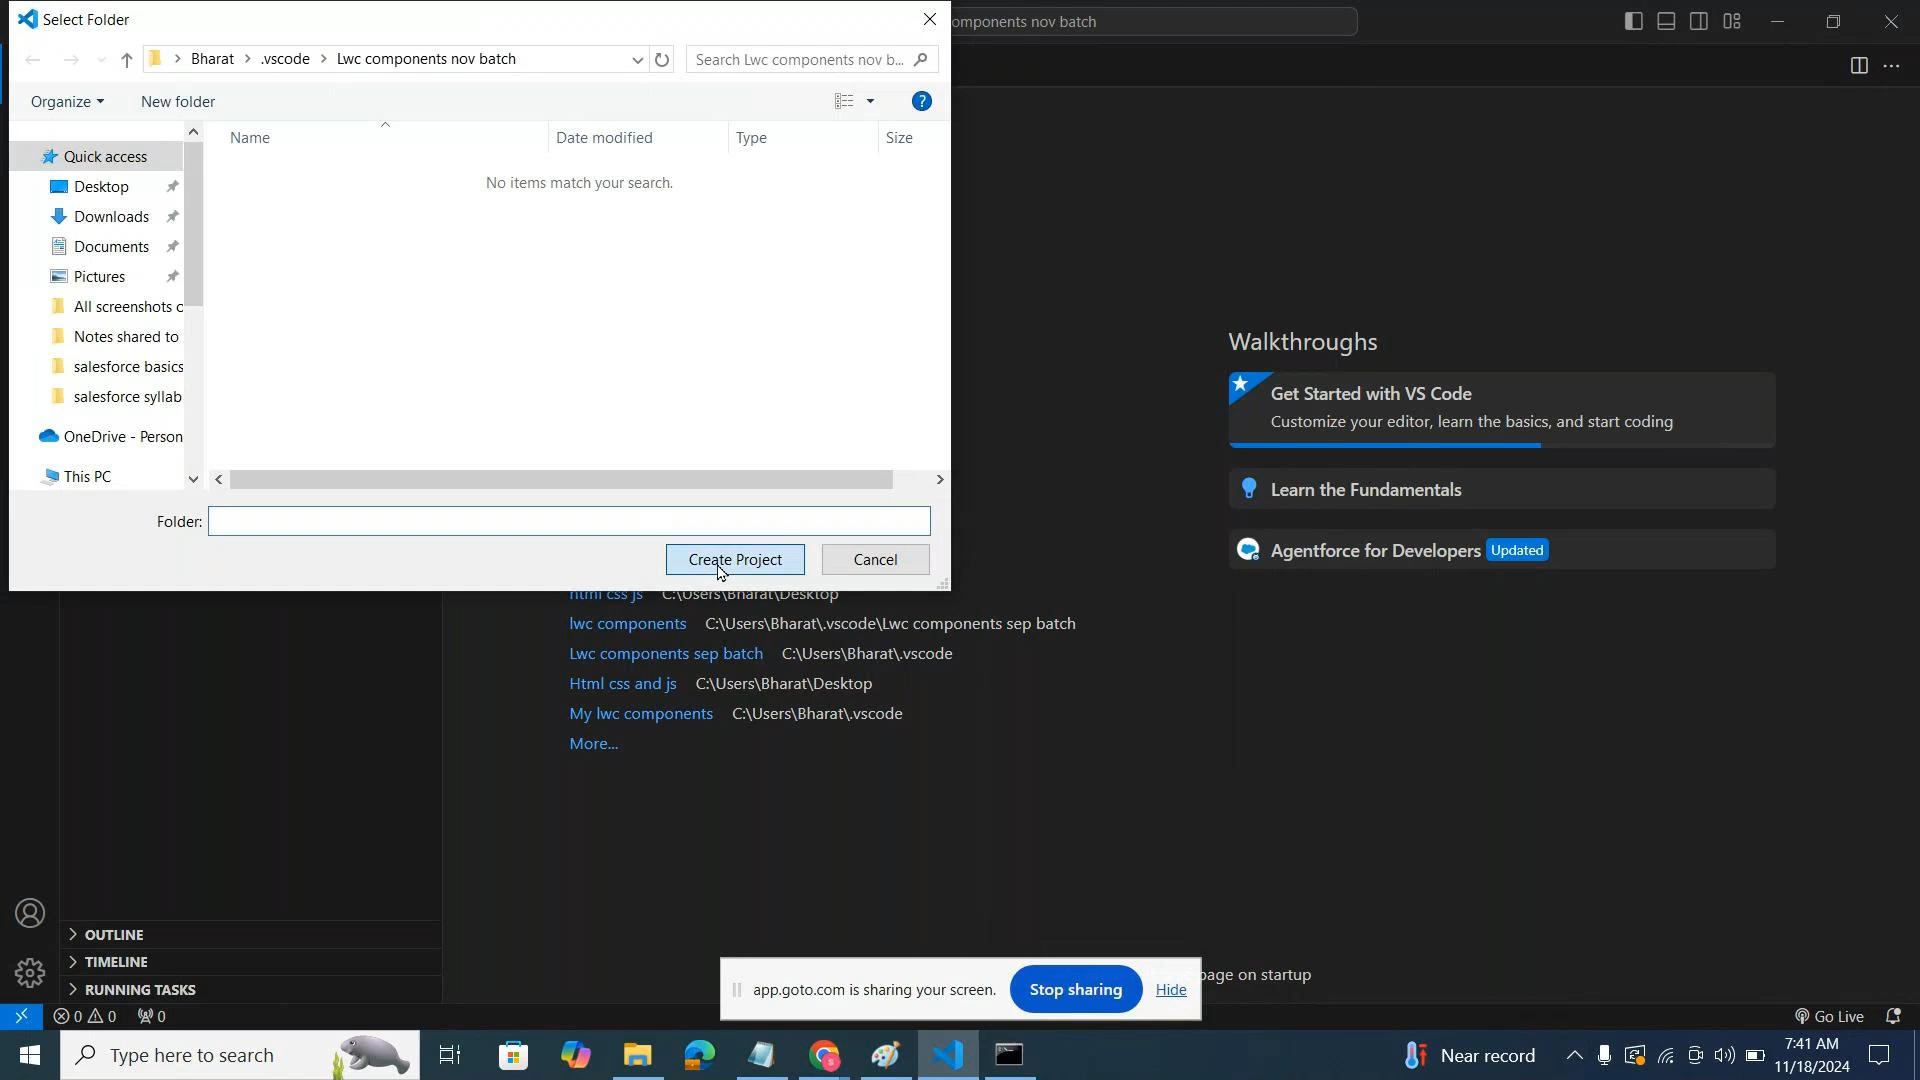 Select Folder
omponents nov batch
Bharat > .vscode > Lwc components nov batch
Search Lwc components nov b...
Organize
New folder
Name
Date modified
Type
Size
No items match your search.
Quick access
Desktop
Downloads
Documents
Pictures
All screenshots o
Notes shared to
salesforce basics
salesforce syllab
OneDrive - Person
This PC
Folder:
Create Project
Cancel
Walkthroughs
Get Started with VS Code
Customize your editor, learn the basics, and start coding
Learn the Fundamentals
Agentforce for Developers Updated
html css js C:\Users\Bharat\Desktop
lwc components C:\Users\Bharat\.vscode\Lwc components sep batch
Lwc components sep batch C:\Users\Bharat\.vscode
Html css and js C:\Users\Bharat\Desktop
My lwc components C:\Users\Bharat\.vscode
More...
OUTLINE
TIMELINE
RUNNING TASKS
app.goto.com is sharing your screen.
Stop sharing
Hide
page on startup
0 0 0
Go Live
Type here to search
Near record
7:41 AM
11/18/2024